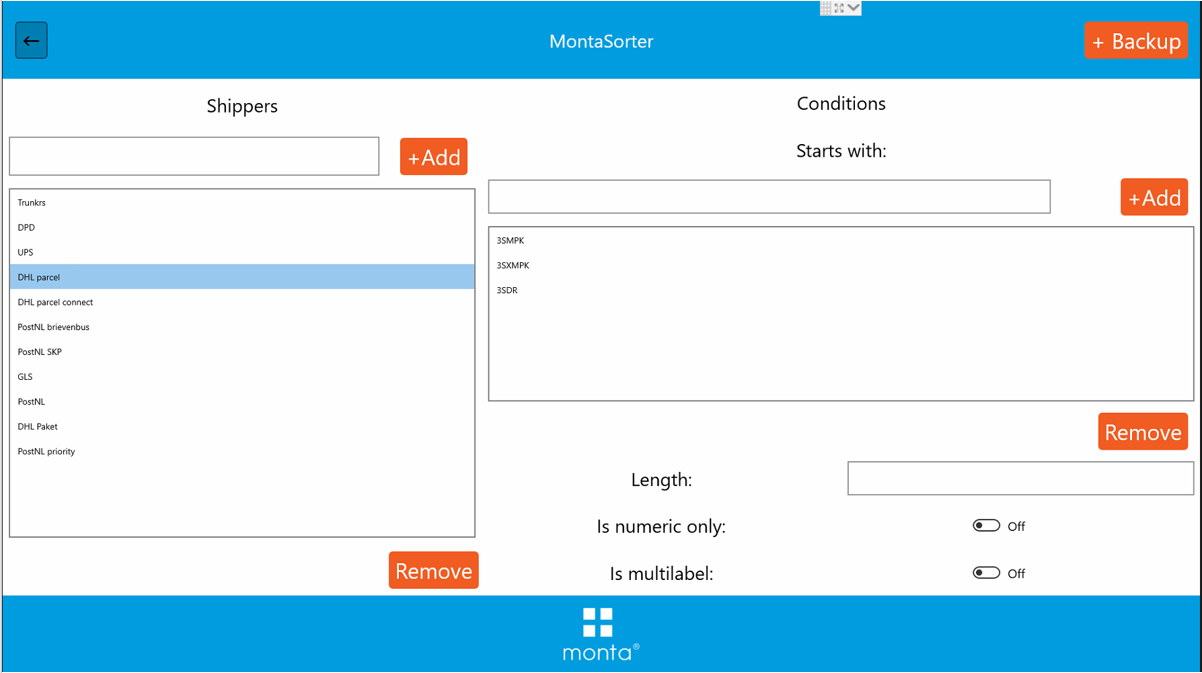 MontaSorter
+ Backup
Shippers
+Add
Trunkrs
DPD
UPS
DHL parcel
DHL parcel connect
PostNL brievenbus
PostNL SKP
GLS
PostNL
DHL Paket
PostNL priority
Remove
Conditions
Starts with:
+Add
3SMPK
3SXMPK
3SDR
Remove
Length:
Is numeric only:
Off
Is multilabel:
Off
monta®